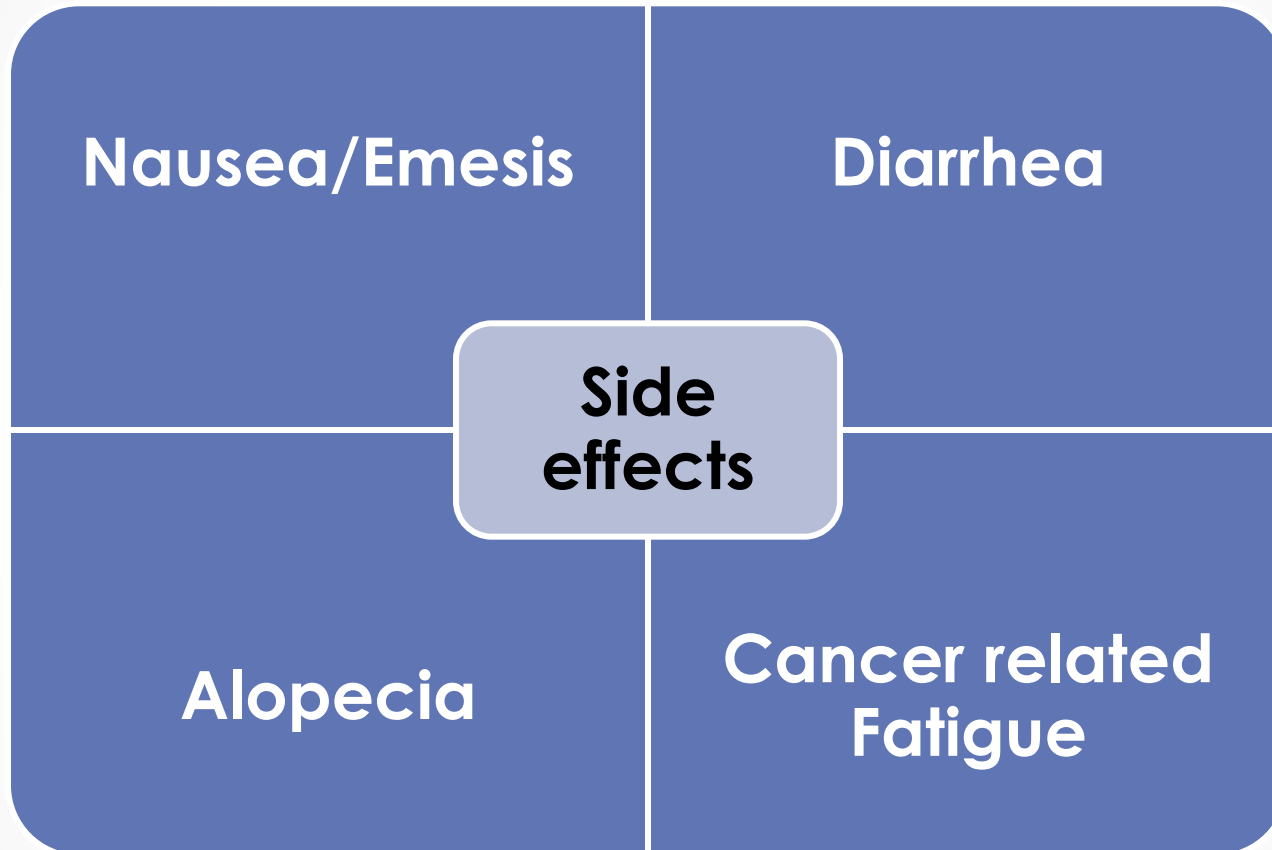 Nausea/Emesis
Diarrhea
Side
effects
Alopecia
Cancer related
Fatigue